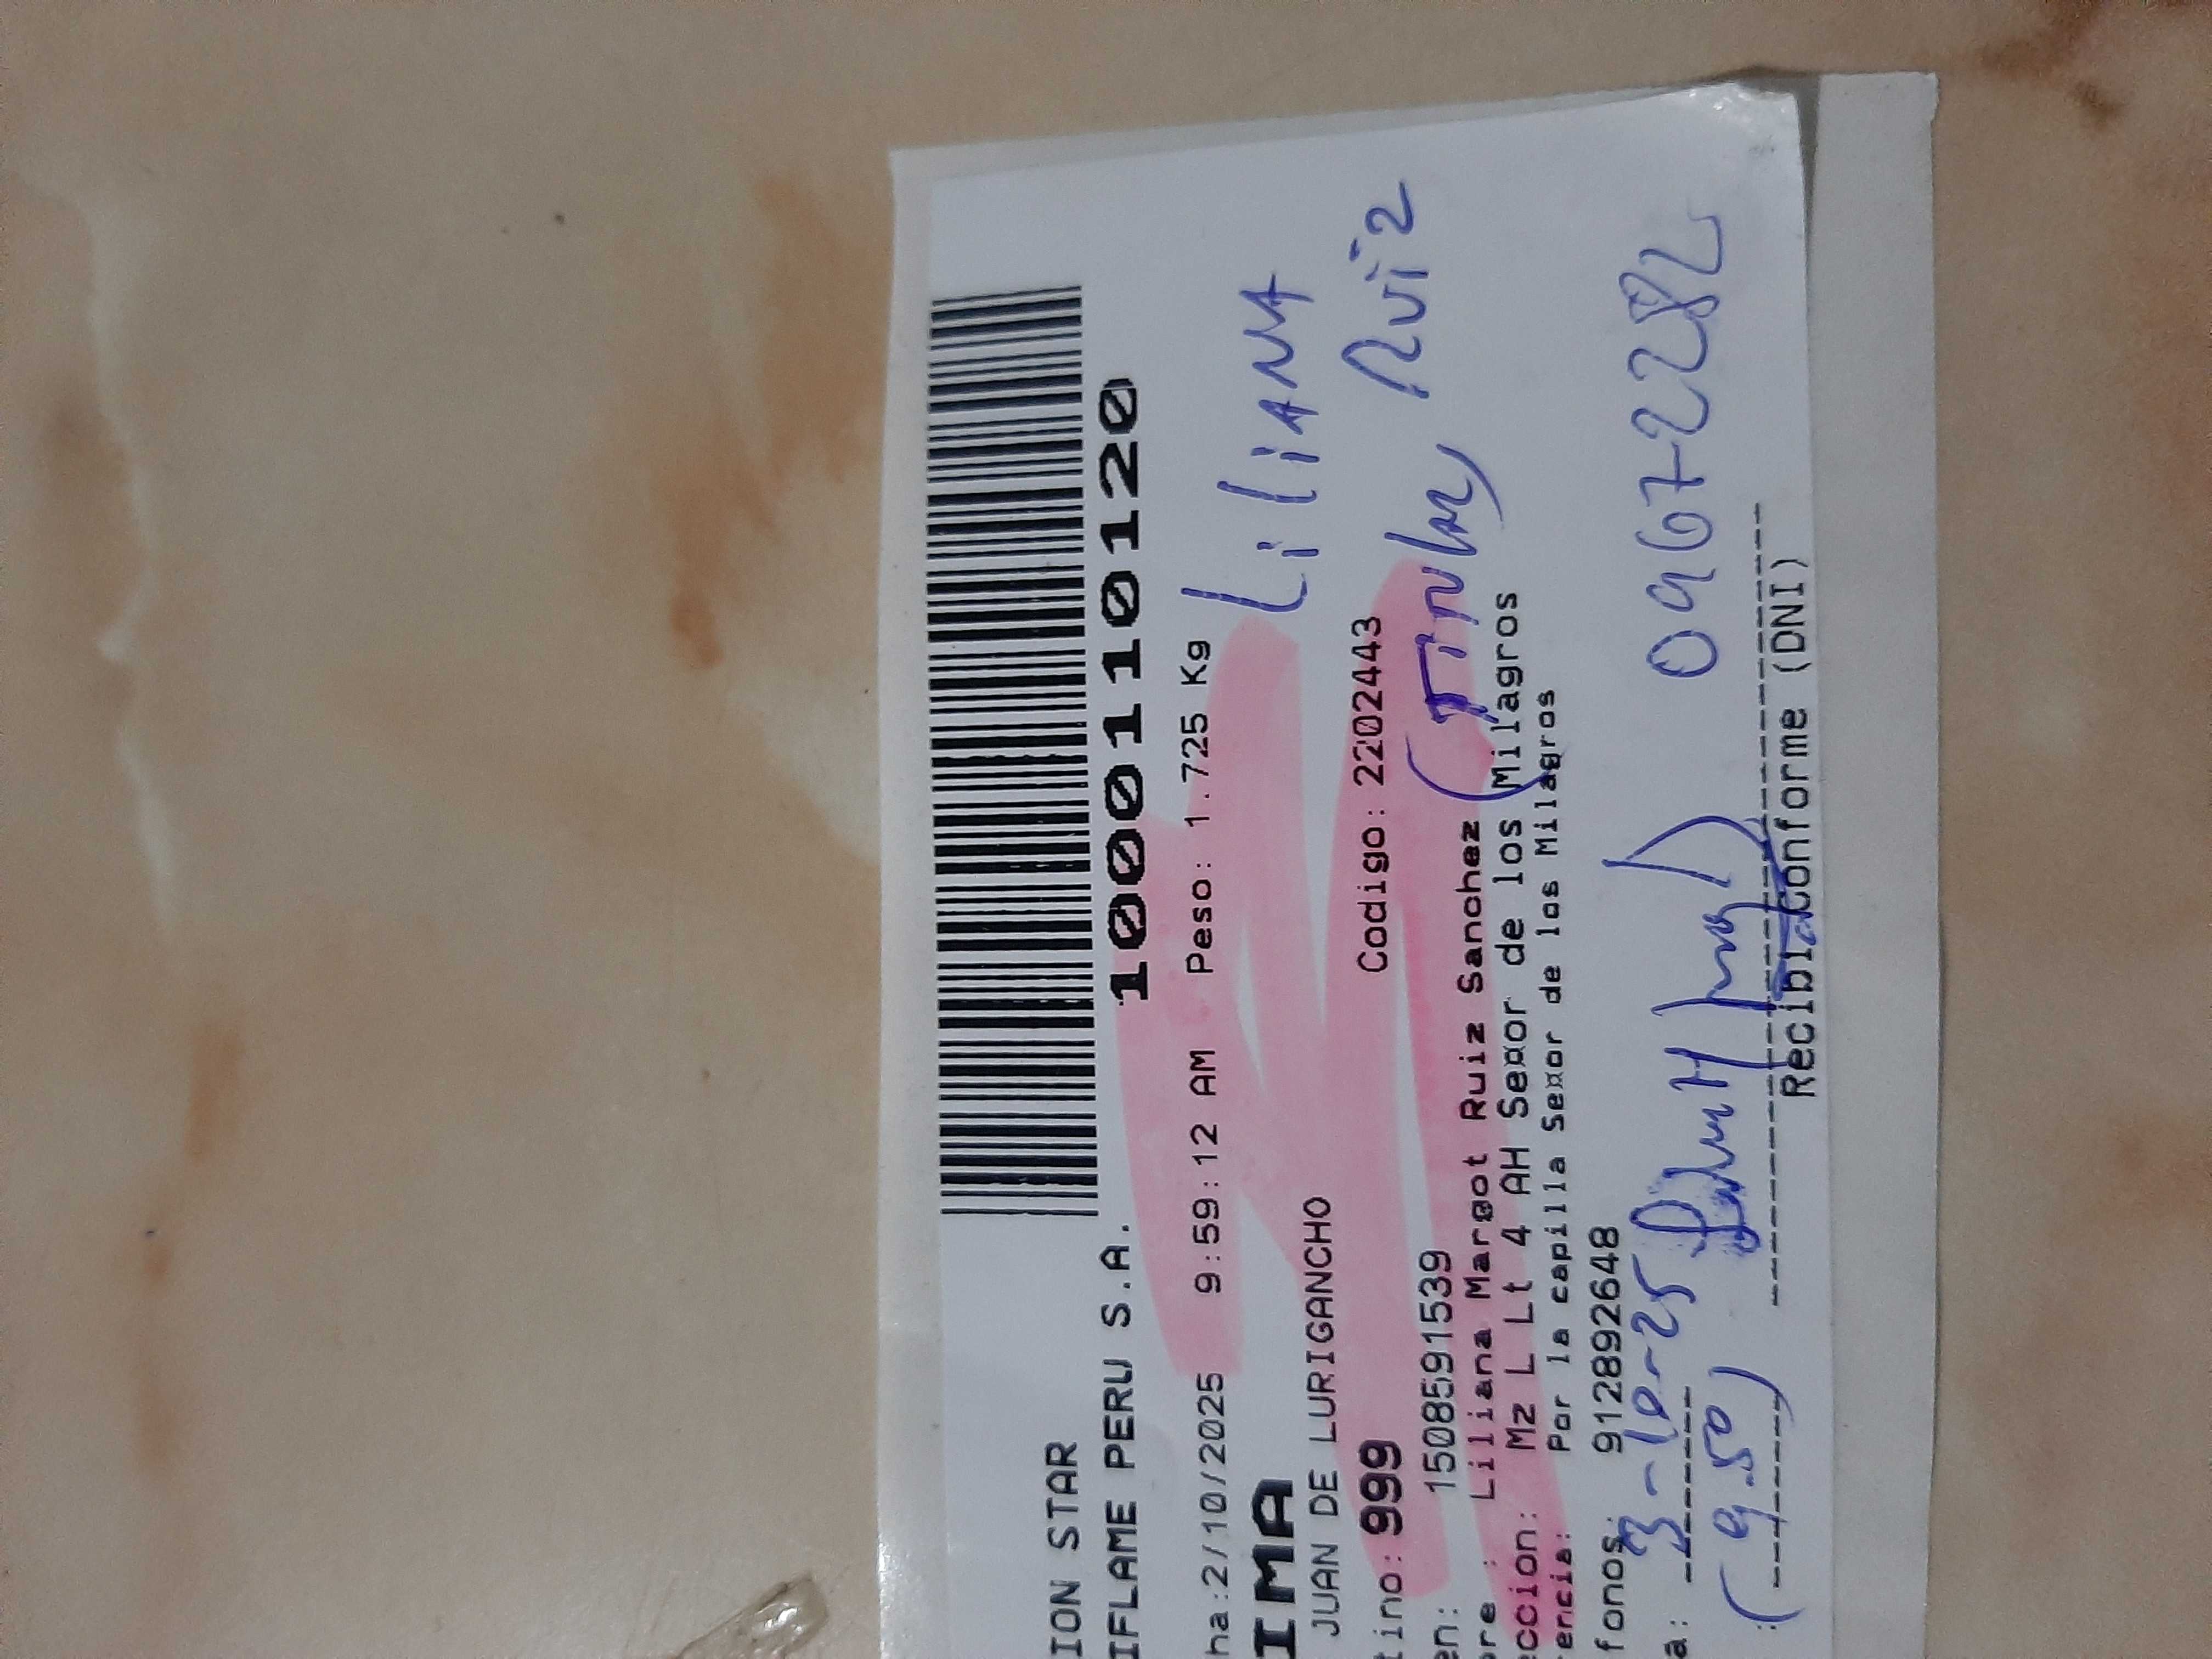 ION STAR
IFLAME PERU S.A.
1000110120
ha:2/10/2025 9:59:12 AM Peso: 1.725 Kg
IMA
LiliANA
JUAN DE LURIGANCHO
Ruiz
tino: 999 Codigo: 2202443
en: 1508591539
bre : Liliana Margot Ruiz Sanchez
eccion: Mz L Lt 4 AH Se¤or de los Milagros
encia: Por la capilla Se¤or de los Milagros
fonos: 912892648
a: 3-10-25 09672282
: (9.50)
Recibi Conforme (DNI)